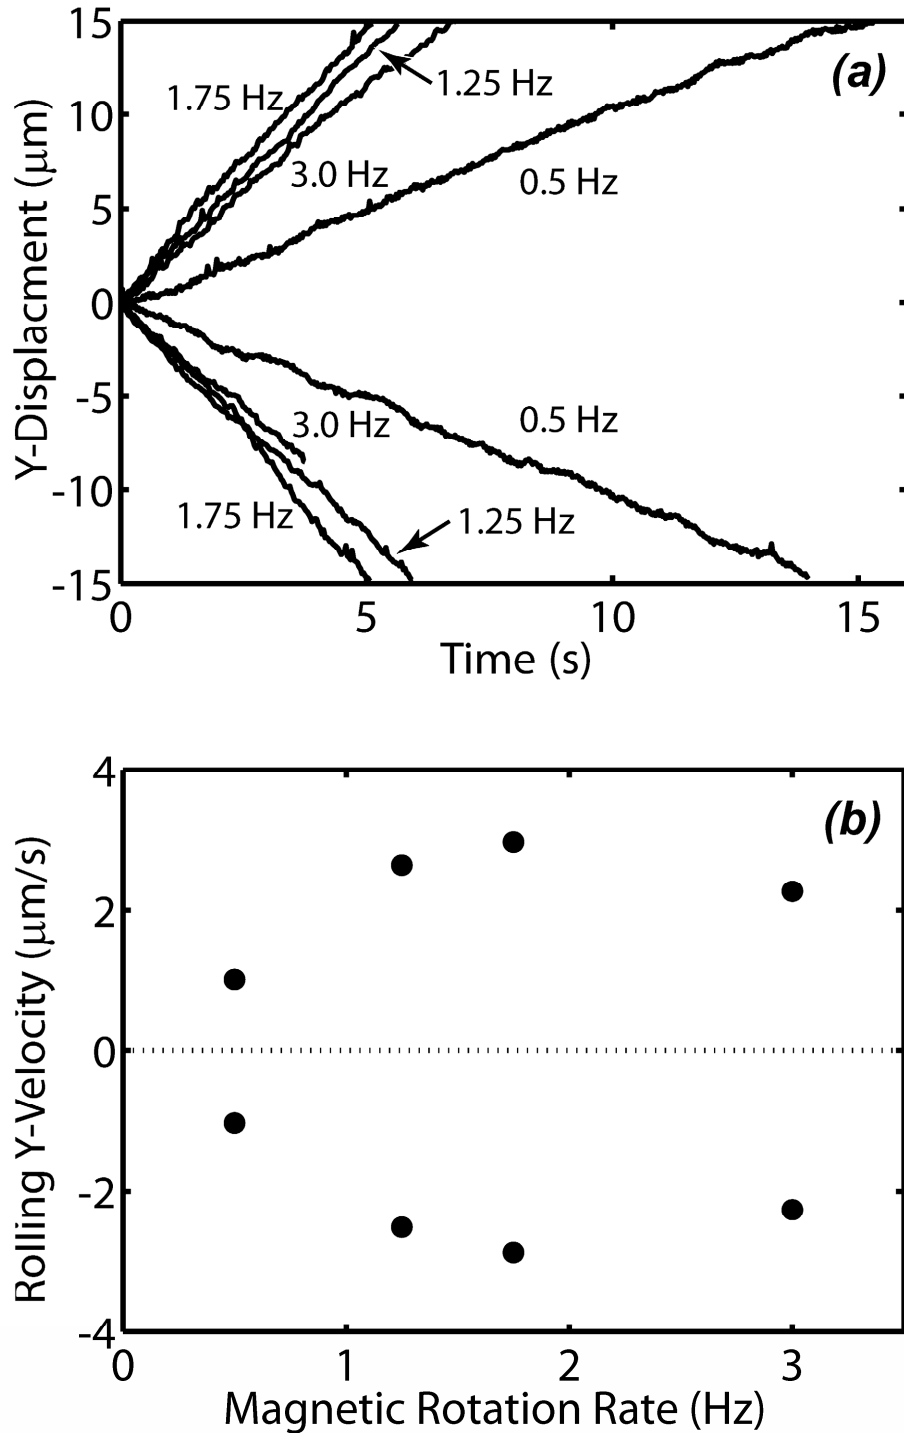 15
10
5
0
-5
-10
-15
Y-Displacment (μm)
(a)
1.75 Hz
1.25 Hz
3.0 Hz
0.5 Hz
3.0 Hz
0.5 Hz
1.75 Hz
1.25 Hz
0 5 10 15
Time (s)
4
2
0
-2
-4
Rolling Y-Velocity (μm/s)
(b)
0 1 2 3
Magnetic Rotation Rate (Hz)